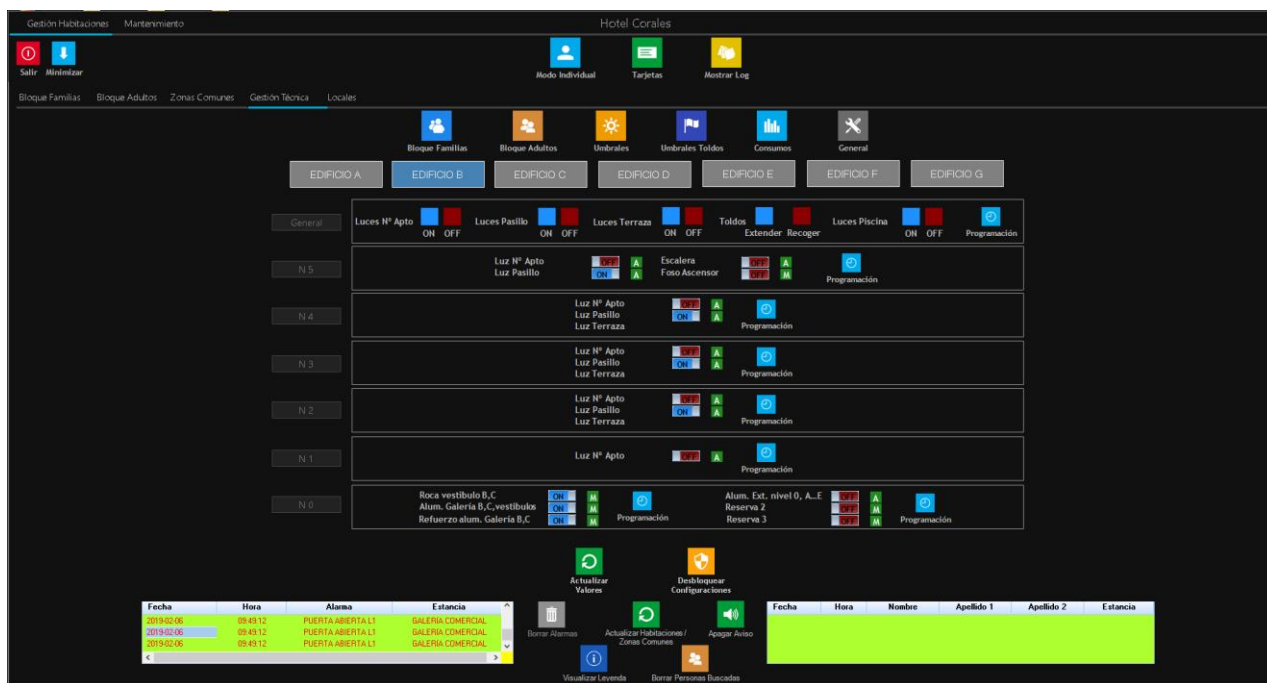 Gestión Habitaciones Mantenimiento Hotel Corales
Salir Minimizar Modo Individual Tarjetas Mostrar Log
Bloque Familias Bloque Adultos Zonas Comunes Gestión Técnica Locales
Bloque Familias Bloque Adultos Umbrales Umbrales Toldos Consumos General
EDIFICIO A EDIFICIO B EDIFICIO C EDIFICIO D EDIFICIO E EDIFICIO F EDIFICIO G
General Luces Nº Apto Luces Pasillo Luces Terraza Toldos Luces Piscina
ON OFF ON OFF ON OFF Extender Recoger ON OFF Programación
Luz Nº Apto OFF A Escalera OFF A
N 5
Luz Pasillo ON A Foso Ascensor OFF M Programación
Luz Nº Apto OFF A
N 4 Luz Pasillo ON A
Luz Terraza Programación
Luz Nº Apto OFF A
N 3 Luz Pasillo ON A
Luz Terraza Programación
Luz Nº Apto OFF A
N 2 Luz Pasillo ON A
Luz Terraza Programación
N 1 Luz Nº Apto OFF A
Programación
Roca vestibulo B,C ON M Alum. Ext. nivel 0, A...E OFF A
N 0 Alum. Galería B,C,vestibulos ON M Reserva 2 OFF M
Refuerzo alum. Galería B,C ON M Programación Reserva 3 OFF M Programación
Actualizar Valores
Desbloquear Configuraciones
Fecha Hora Alarma Estancia
2019-02-06 09:49:12 PUERTA ABIERTA L1 GALERÍA COMERCIAL
2019-02-06 09:49:12 PUERTA ABIERTA L1 GALERÍA COMERCIAL
2019-02-06 09:49:12 PUERTA ABIERTA L1 GALERÍA COMERCIAL
Borrar Alarmas
Actualizar Habitaciones /
Zonas Comunes
Apagar Aviso
Visualizar Leyenda Borrar Personas Buscadas
Fecha Hora Nombre Apellido 1 Apellido 2 Estancia